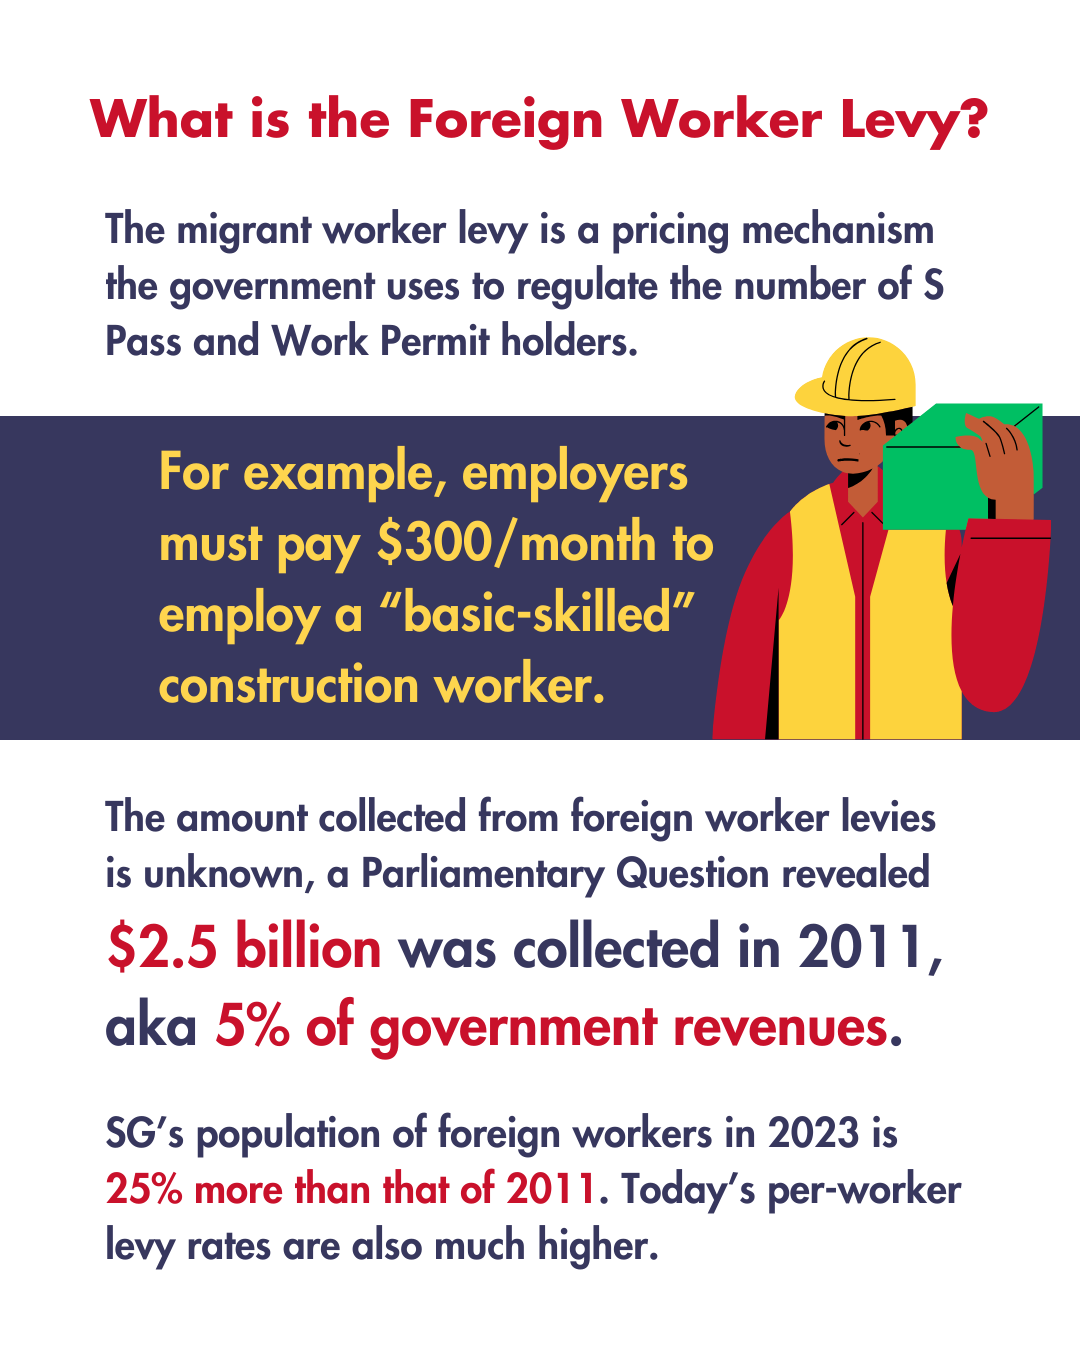 What is the Foreign Worker Levy?
The migrant worker levy is a pricing mechanism
the government uses to regulate the number of S
Pass and Work Permit holders.
For example, employers
must pay $300/month to
employ a “basic-skilled”
construction worker.
The amount collected from foreign worker levies
is unknown, a Parliamentary Question revealed
$2.5 billion was collected in 2011,
aka 5% of government revenues.
SG’s population of foreign workers in 2023 is
25% more than that of 2011. Today’s per-worker
levy rates are also much higher.